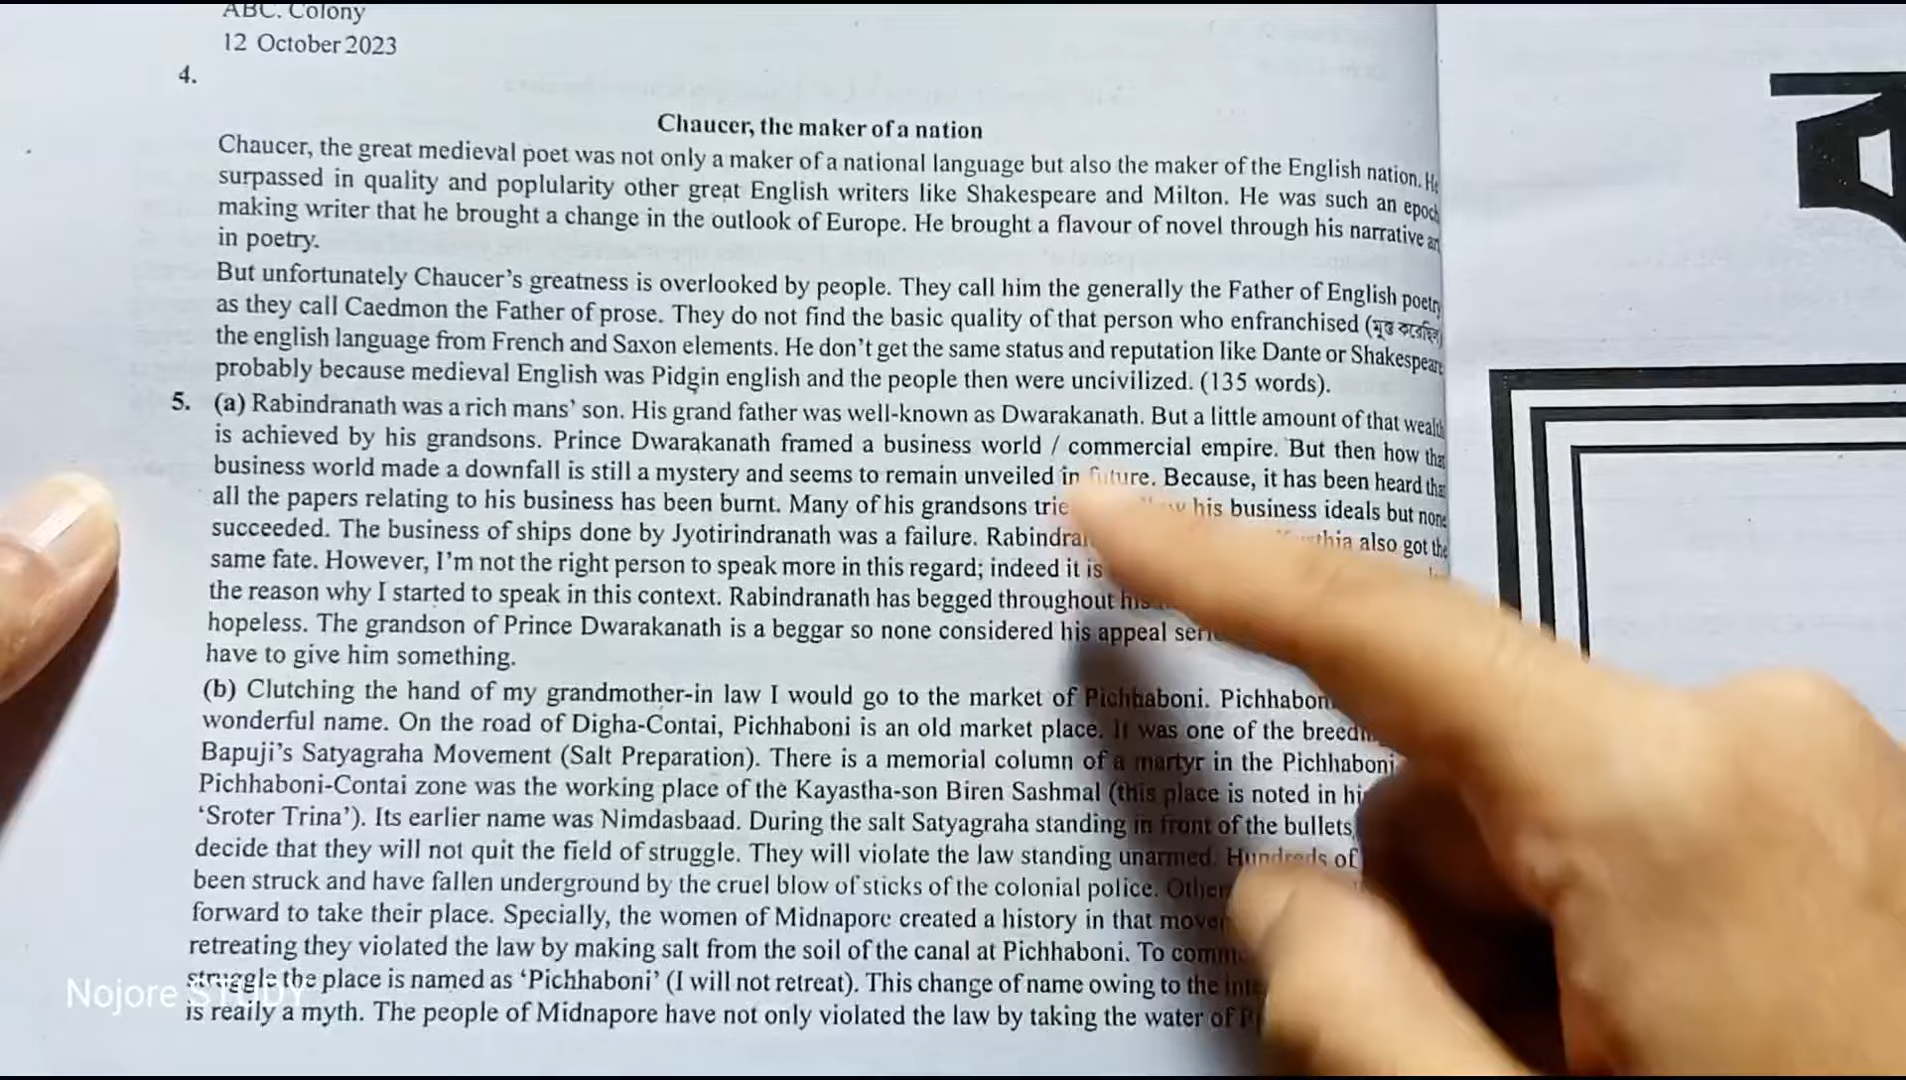 ABC. Colony
12 October 2023
4.
Chaucer, the maker of a nation
Chaucer, the great medieval poet was not only a maker of a national language but also the maker of the English nation. He
surpassed in quality and poplularity other great English writers like Shakespeare and Milton. He was such an epoch
making writer that he brought a change in the outlook of Europe. He brought a flavour of novel through his narrative
in poetry.
But unfortunately Chaucer's greatness is overlooked by people. They call him the generally the Father of English poetry
as they call Caedmon the Father of prose. They do not find the basic quality of that person who enfranchised (মুক্ত করেছিল)
the english language from French and Saxon elements. He don't get the same status and reputation like Dante or Shakespeare
probably because medieval English was Pidgin english and the people then were uncivilized. (135 words).
5. (a) Rabindranath was a rich mans' son. His grand father was well-known as Dwarakanath. But a little amount of that wealth
is achieved by his grandsons. Prince Dwarakanath framed a business world / commercial empire. But then how that
business world made a downfall is still a mystery and seems to remain unveiled in future. Because, it has been heard that
all the papers relating to his business has been burnt. Many of his grandsons his business ideals but none
succeeded. The business of ships done by Jyotirindranath was a failure. also got the
same fate. However, I'm not the right person to speak more in this regard; indeed it is
the reason why I started to speak in this context. Rabindranath has begged throughout his
hopeless. The grandson of Prince Dwarakanath is a beggar so none considered his appeal
have to give him something.
(b) Clutching the hand of my grandmother-in law I would go to the market of Pichhaboni.
wonderful name. On the road of Digha-Contai, Pichhaboni is an old market place. It was one of the
Bapuji's Satyagraha Movement (Salt Preparation). There is a memorial column of a martyr in the Pichhaboni
Pichhaboni-Contai zone was the working place of the Kayastha-son Biren Sashmal (this place is noted in
'Sroter Trina'). Its earlier name was Nimdasbaad. During the salt Satyagraha standing in front of the bullets,
decide that they will not quit the field of struggle. They will violate the law standing unarmed. Hundreds of
been struck and have fallen underground by the cruel blow of sticks of the colonial police.
forward to take their place. Specially, the women of Midnapore created a history in that
retreating they violated the law by making salt from the soil of the canal at Pichhaboni. To
struggle the place is named as 'Pichhaboni' (I will not retreat). This change of name owing to the
is really a myth. The people of Midnapore have not only violated the law by taking the water of
Nojore STUDY